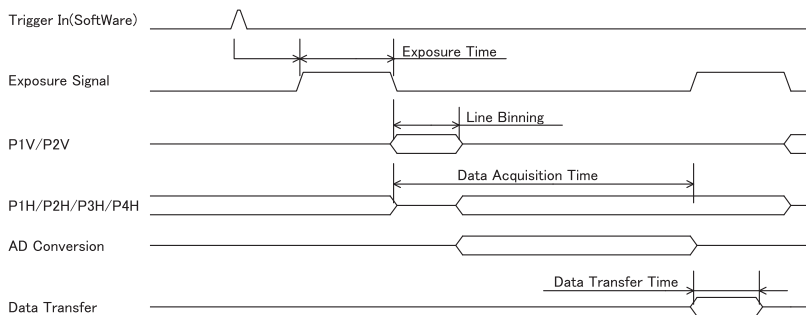 Trigger In(SoftWare)
Exposure Time
Exposure Signal
Line Binning
P1V/P2V
Data Acquisition Time
P1H/P2H/P3H/P4H
AD Conversion
Data Transfer Time
Data Transfer